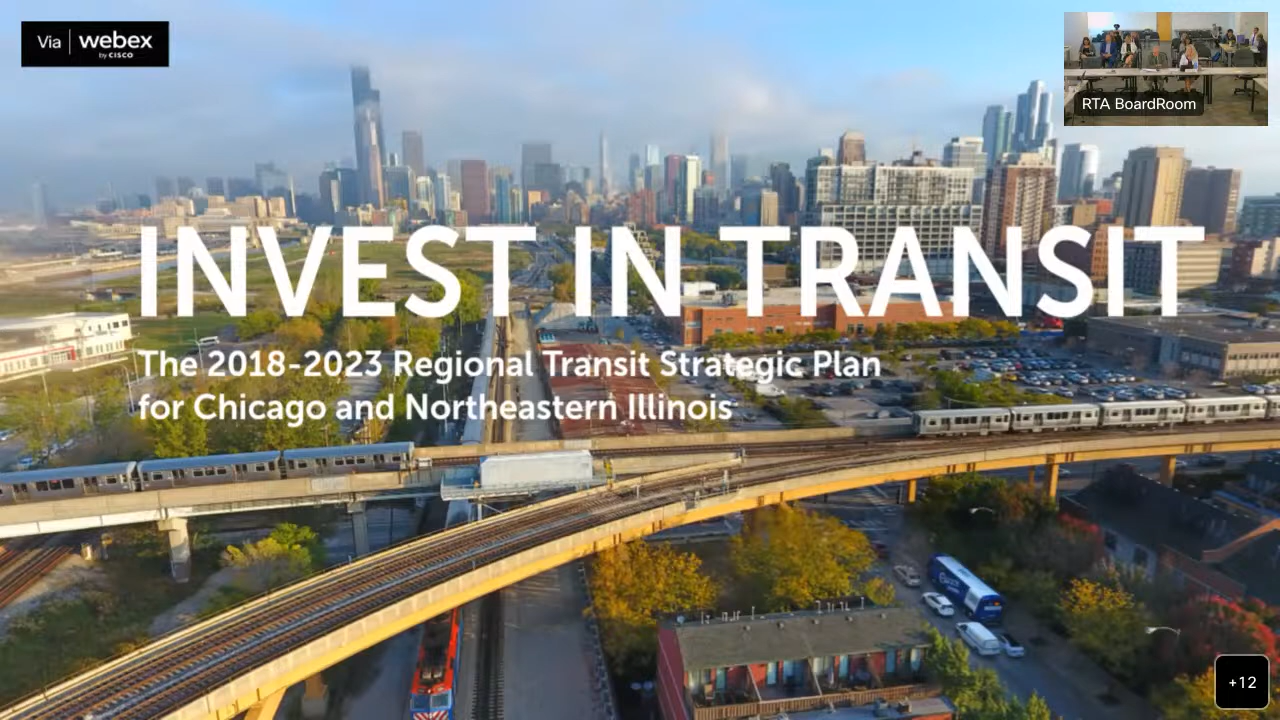 Via webex
by CISCO
RTA BoardRoom
INVEST IN TRANSIT
The 2018-2023 Regional Transit Strategic Plan
for Chicago and Northeastern Illinois
+12